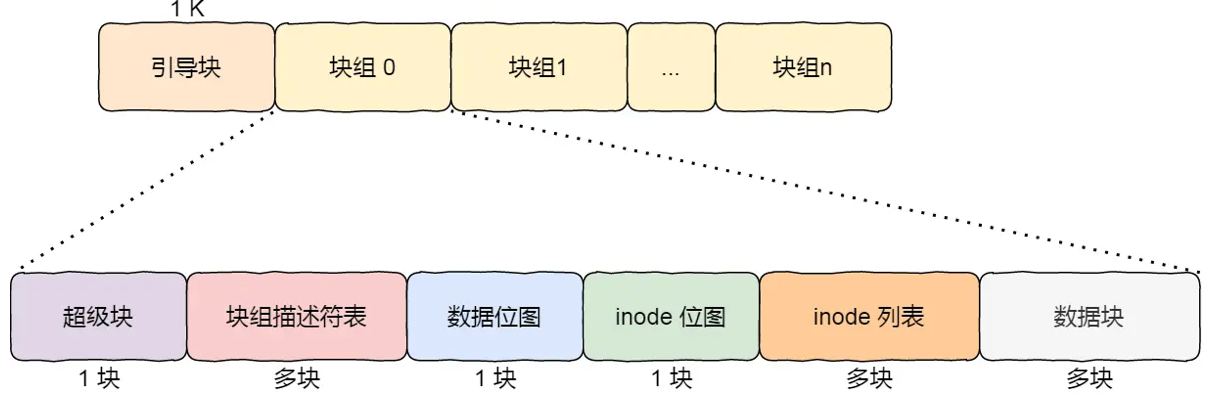 1 K
引导块
块组 0
块组1
...
块组n
超级块
块组描述符表
数据位图
inode 位图
inode 列表
数据块
1 块
多块
1 块
1 块
多块
多块